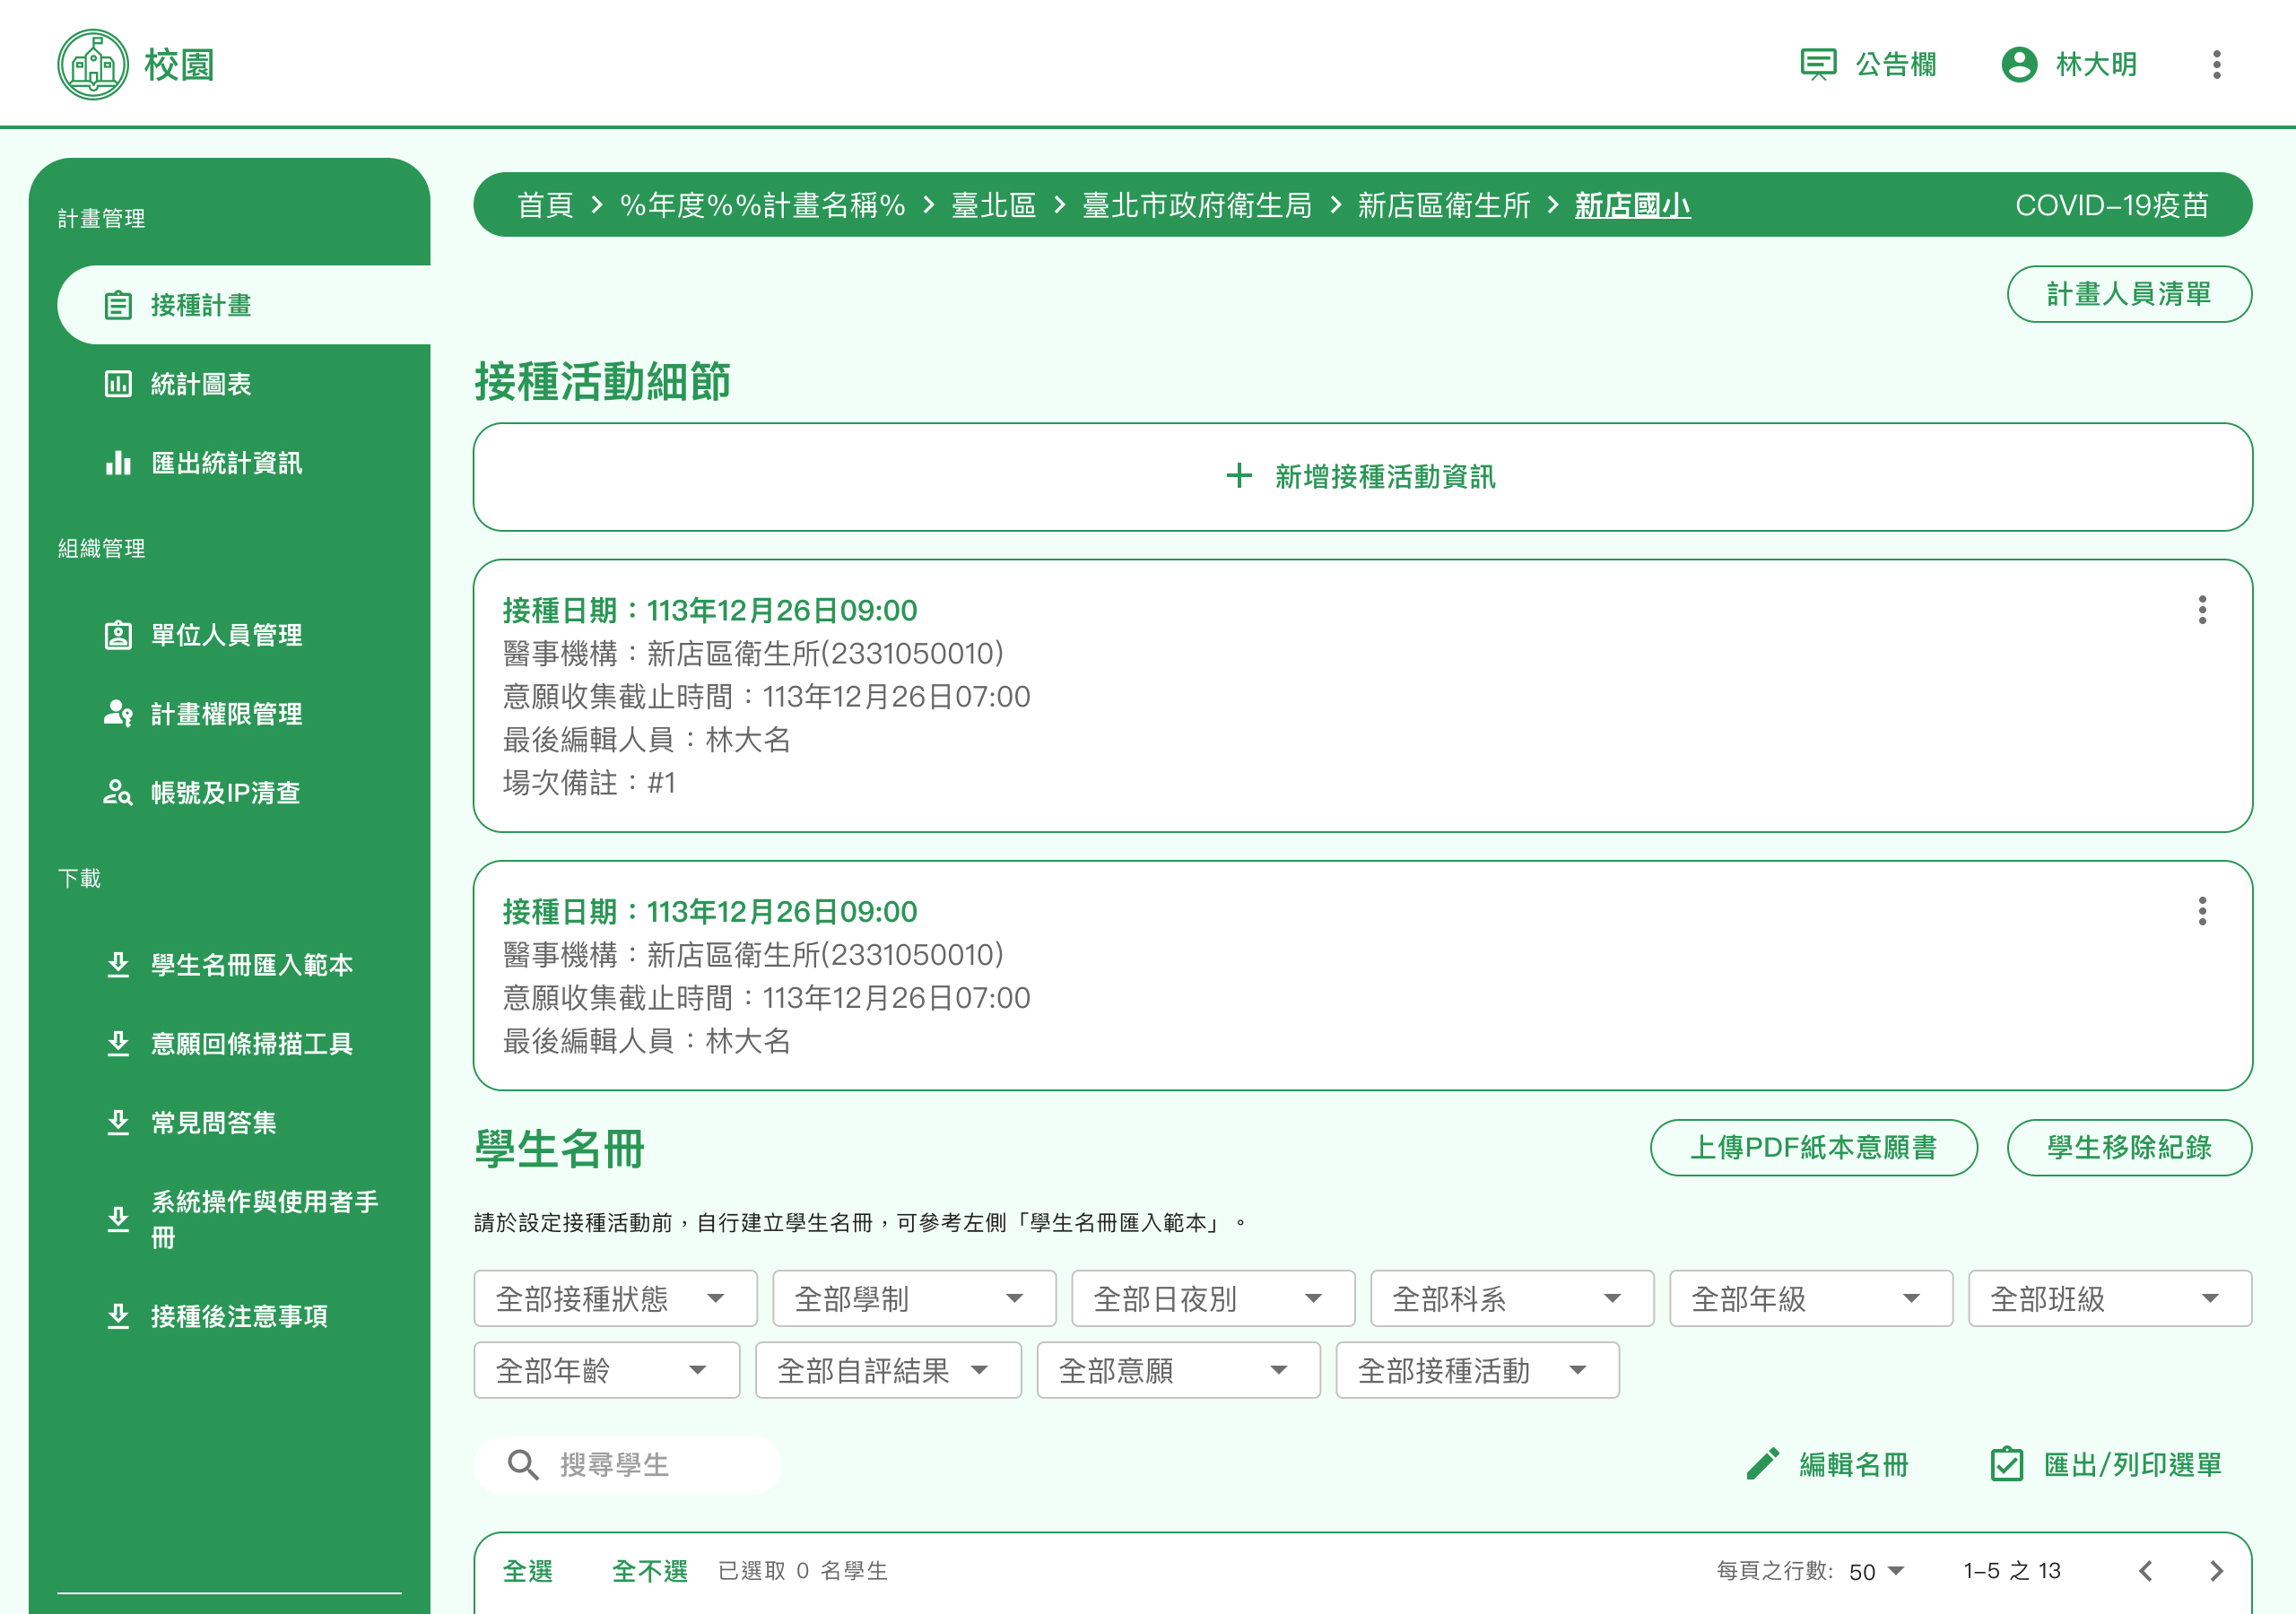 校園
公告欄
林大明
計畫管理
接種計畫
統計圖表
匯出統計資訊
組織管理
單位人員管理
計畫權限管理
帳號及IP清查
下載
學生名冊匯入範本
意願回條掃描工具
常見問答集
系統操作與使用者手
冊
接種後注意事項
首頁 > %年度%%計畫名稱% > 臺北區 > 臺北市政府衛生局 > 新店區衛生所 > 新店國小
COVID-19疫苗
計畫人員清單
接種活動細節
+ 新增接種活動資訊
接種日期：113年12月26日09:00
醫事機構：新店區衛生所(2331050010)
意願收集截止時間：113年12月26日07:00
最後編輯人員：林大名
場次備註：#1
接種日期：113年12月26日09:00
醫事機構：新店區衛生所(2331050010)
意願收集截止時間：113年12月26日07:00
最後編輯人員：林大名
學生名冊
上傳PDF紙本意願書
學生移除紀錄
請於設定接種活動前，自行建立學生名冊，可參考左側「學生名冊匯入範本」。
全部接種狀態 全部學制 全部日夜別 全部科系 全部年級 全部班級
全部年齡 全部自評結果 全部意願 全部接種活動
搜尋學生
編輯名冊
匯出/列印選單
全選 全不選 已選取 0 名學生
每頁之行數: 50 1–5 之 13